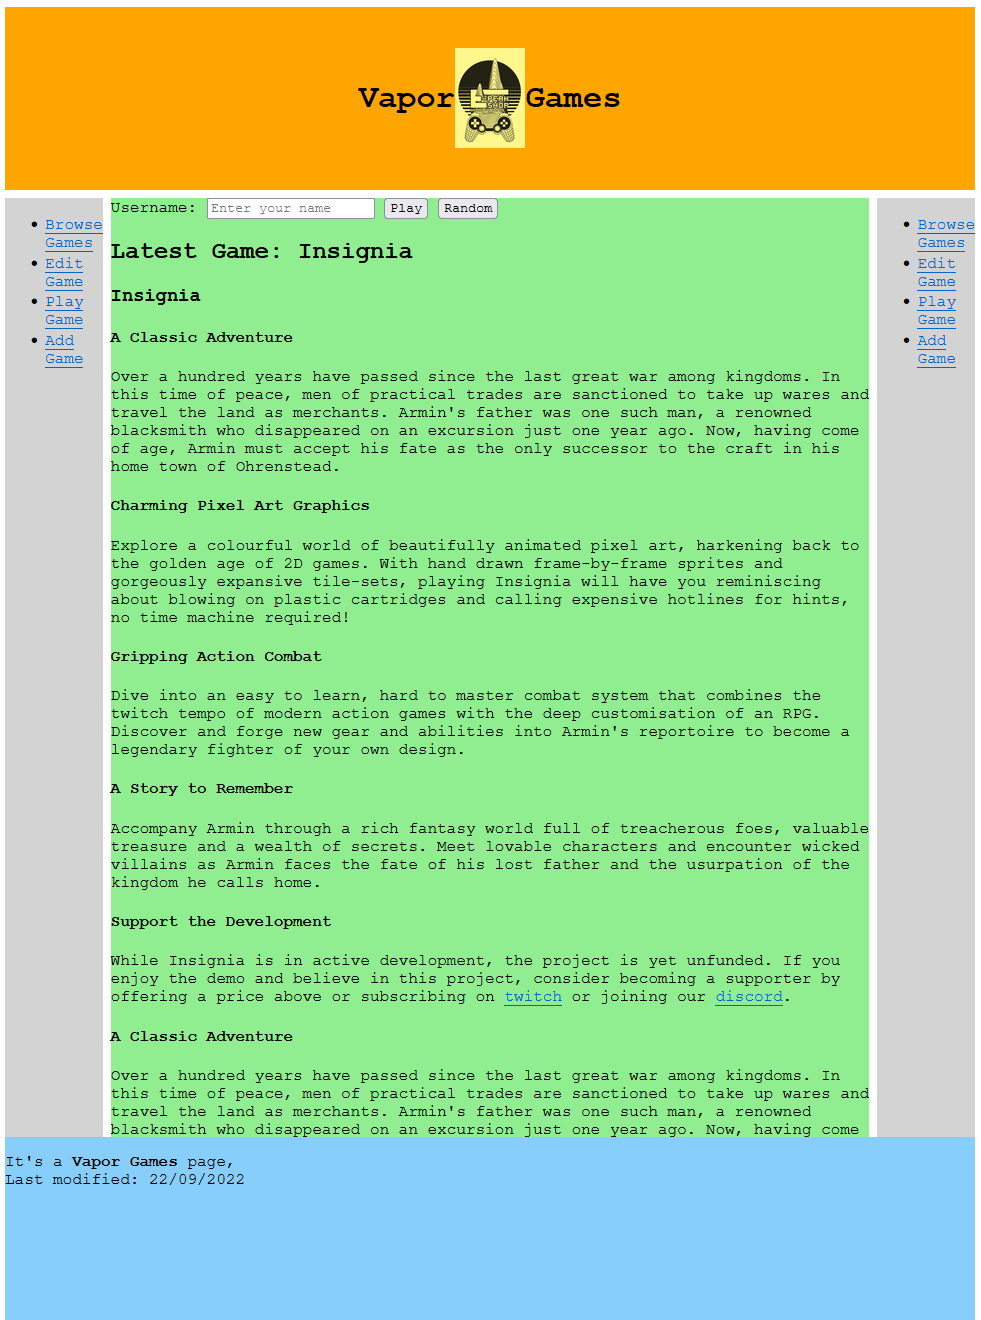 Vapor Games
BREAK
SHOP
Browse
Games
Edit
Game
Play
Game
Add
Game
Username: Enter your name Play Random
Latest Game: Insignia
Insignia
A Classic Adventure
Over a hundred years have passed since the last great war among kingdoms. In
this time of peace, men of practical trades are sanctioned to take up wares and
travel the land as merchants. Armin's father was one such man, a renowned
blacksmith who disappeared on an excursion just one year ago. Now, having come
of age, Armin must accept his fate as the only successor to the craft in his
home town of Ohrenstead.
Charming Pixel Art Graphics
Explore a colourful world of beautifully animated pixel art, harkening back to
the golden age of 2D games. With hand drawn frame-by-frame sprites and
gorgeously expansive tile-sets, playing Insignia will have you reminiscing
about blowing on plastic cartridges and calling expensive hotlines for hints,
no time machine required!
Gripping Action Combat
Dive into an easy to learn, hard to master combat system that combines the
twitch tempo of modern action games with the deep customisation of an RPG.
Discover and forge new gear and abilities into Armin's reportoire to become a
legendary fighter of your own design.
A Story to Remember
Accompany Armin through a rich fantasy world full of treacherous foes, valuable
treasure and a wealth of secrets. Meet lovable characters and encounter wicked
villains as Armin faces the fate of his lost father and the usurpation of the
kingdom he calls home.
Support the Development
While Insignia is in active development, the project is yet unfunded. If you
enjoy the demo and believe in this project, consider becoming a supporter by
offering a price above or subscribing on twitch or joining our discord.
A Classic Adventure
Over a hundred years have passed since the last great war among kingdoms. In
this time of peace, men of practical trades are sanctioned to take up wares and
travel the land as merchants. Armin's father was one such man, a renowned
blacksmith who disappeared on an excursion just one year ago. Now, having come
Browse
Games
Edit
Game
Play
Game
Add
Game
It's a Vapor Games page,
Last modified: 22/09/2022